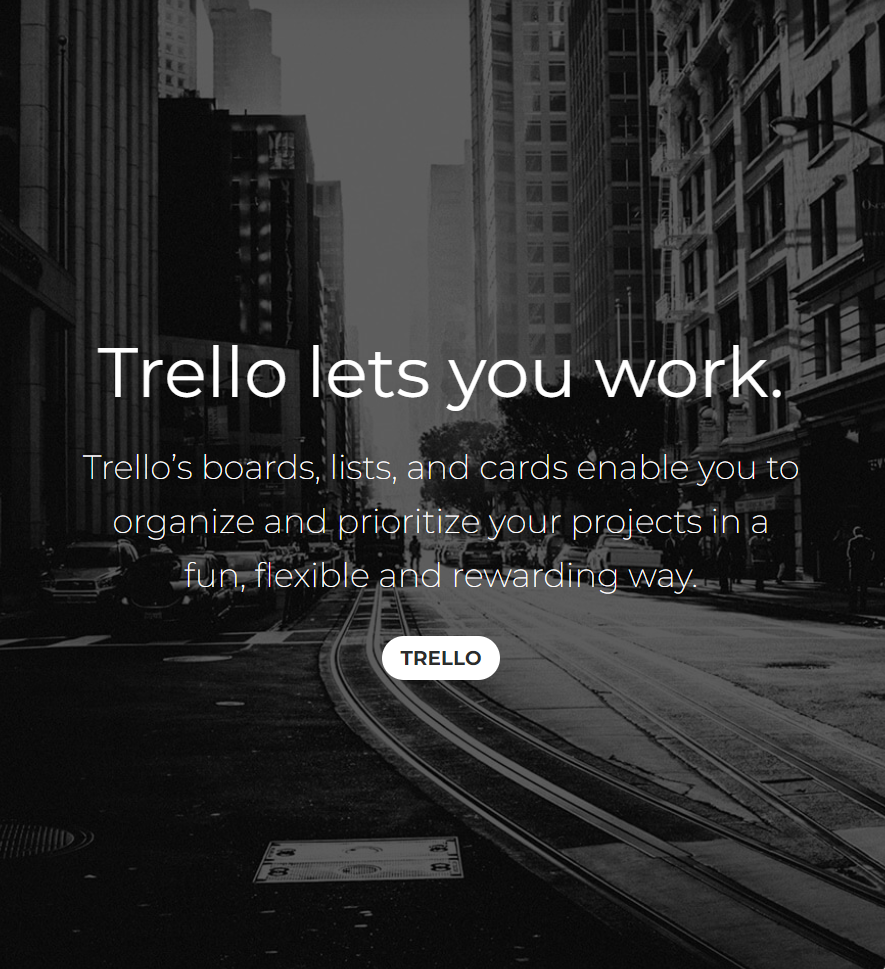 Trello lets you work.
Trello’s boards, lists, and cards enable you to
organize and prioritize your projects in a
fun, flexible and rewarding way.
TRELLO